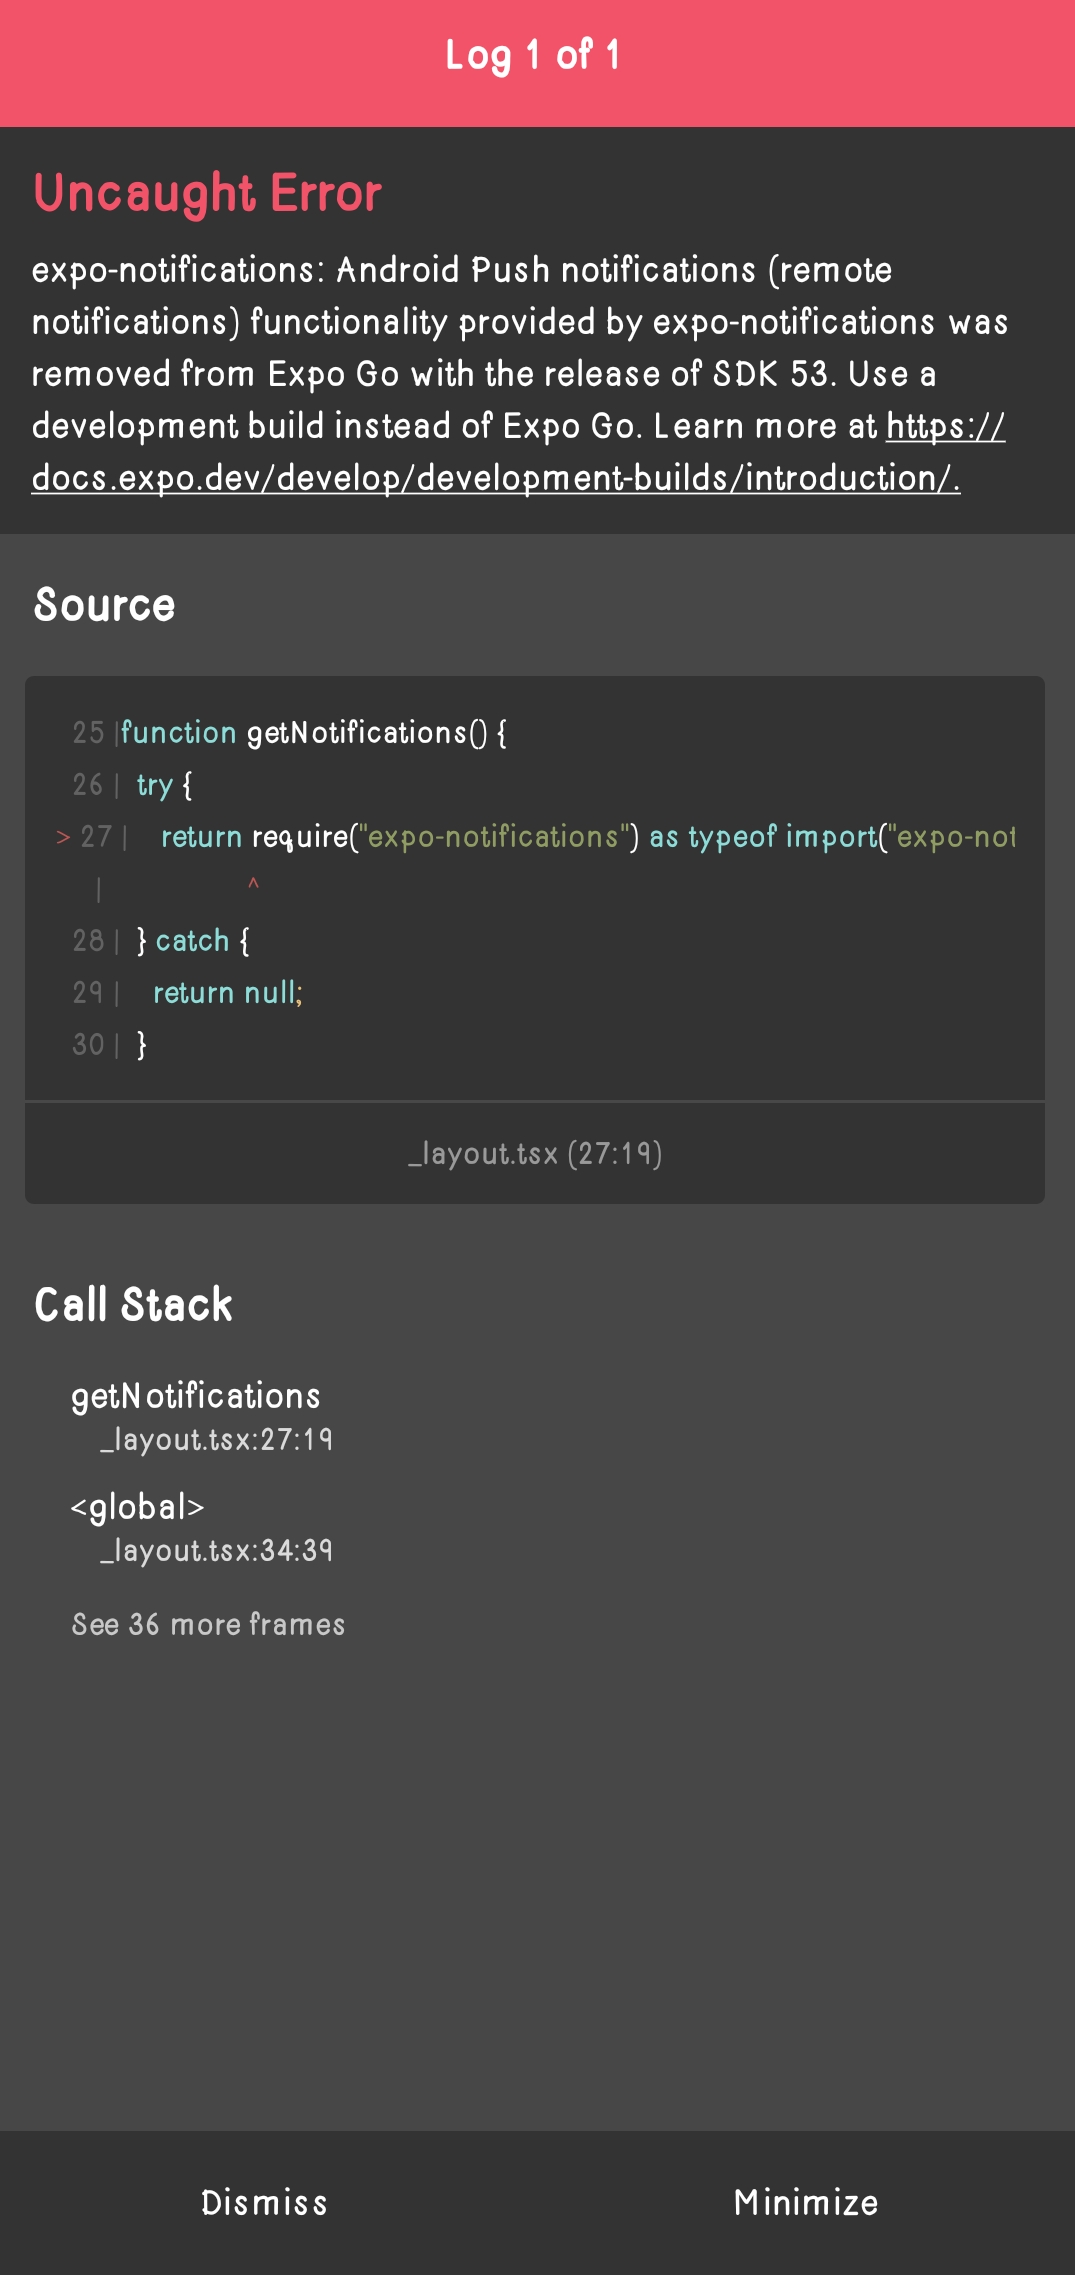 Log 1 of 1
Uncaught Error
expo-notifications: Android Push notifications (remote
notifications) functionality provided by expo-notifications was
removed from Expo Go with the release of SDK 53. Use a
development build instead of Expo Go. Learn more at https://
docs.expo.dev/develop/development-builds/introduction/.
Source
25 |function getNotifications() {
26 | try {
> 27 | return require("expo-notifications") as typeof import("expo-not
| ^
28 | } catch {
29 | return null;
30 | }
_layout.tsx (27:19)
Call Stack
getNotifications
_layout.tsx:27:19
<global>
_layout.tsx:34:39
See 36 more frames
Dismiss
Minimize